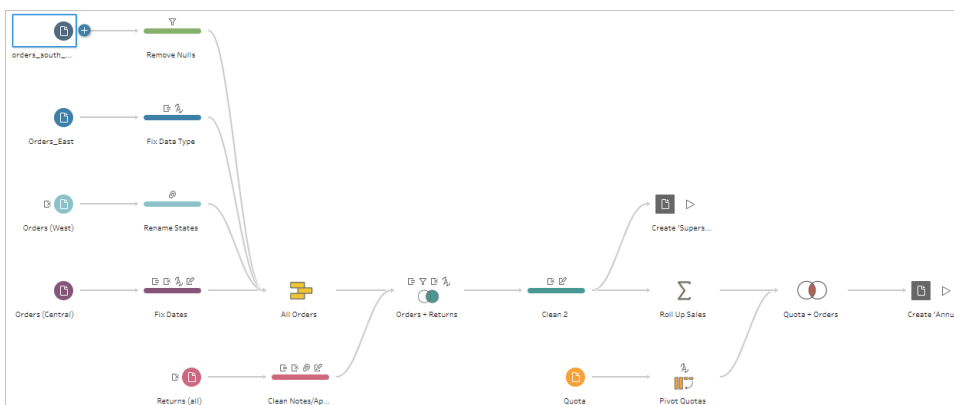 orders_south_...
Remove Nulls
Orders_East
Fix Data Type
Orders (West)
Rename States
Create 'Supers...
Orders (Central)
Fix Dates
All Orders
Orders + Returns
Clean 2
Roll Up Sales
Quota + Orders
Create 'Annu
Returns (all)
Clean Notes/Ap...
Quota
Pivot Quotas